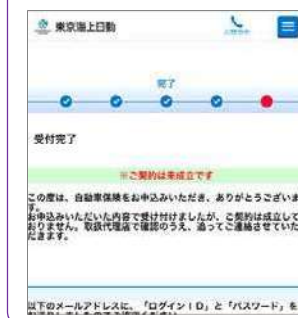 東京海上日動
完了
受付完了
※ご契約は未成立です
この度は、自動車保険をお申込みいただき、ありがとうございま
す。
お申込みいただいた内容で受け付けましたが、ご契約は成立して
おりません。取扱代理店で確認のうえ、追ってご連絡させていた
だきます。
以下のメールアドレスに、「ログインID」と「パスワード」を